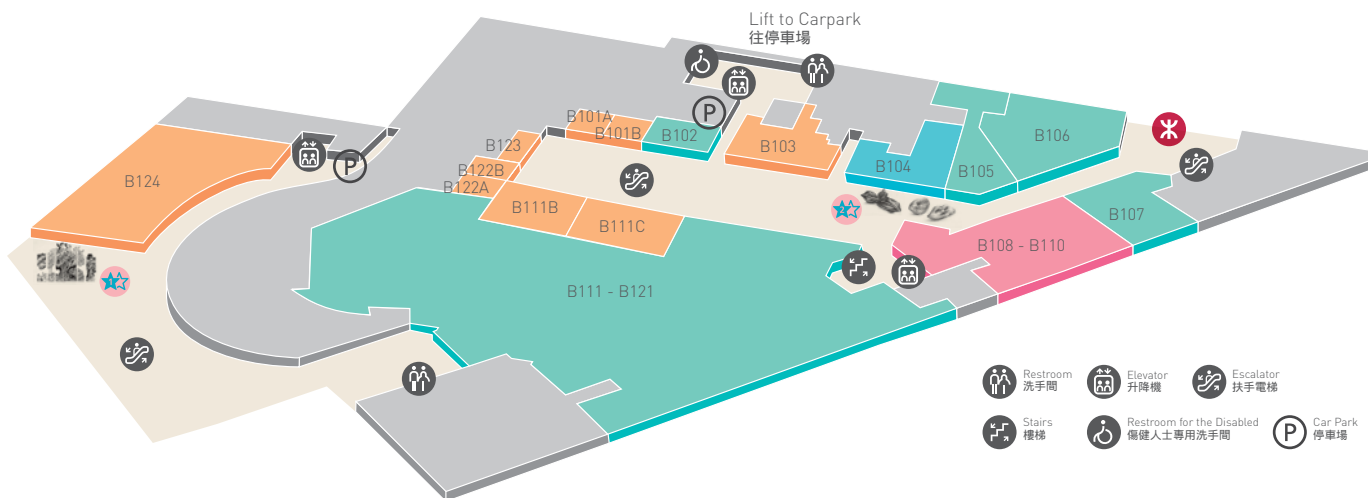 Lift to Carpark
往停車場
P
B101A
B101B
B102
B106
B123
B103
B104
B105
P
B122B
B124
B122A
B111B
B107
2
B111C
B108 - B110
1
B111 - B121
Restroom
洗手間
Elevator
升降機
Escalator
扶手電梯
Stairs
樓梯
Restroom for the Disabled
傷健人士專用洗手間
P
Car Park
停車場